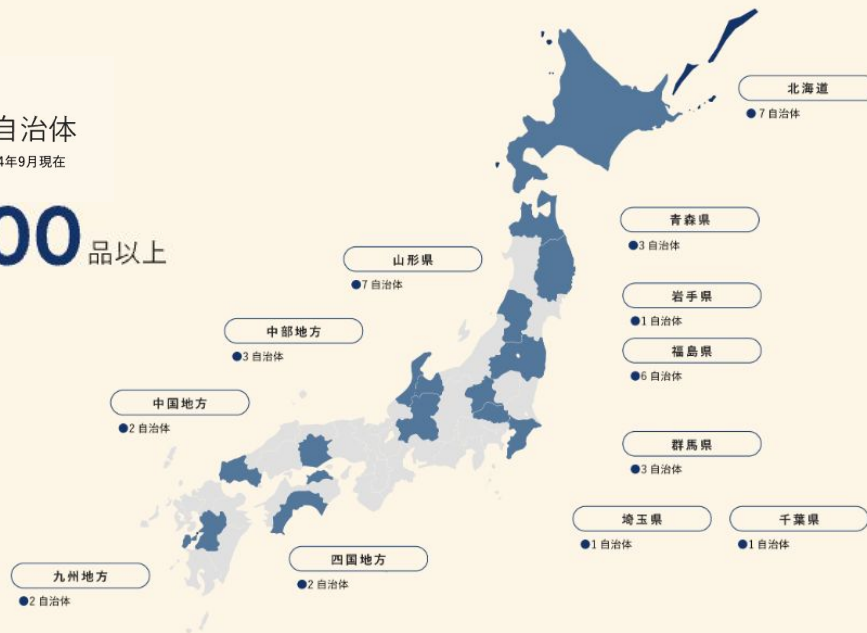 自治体
4年9月現在
00品以上
北海道
●7 自治体
青森県
●3 自治体
山形県
●7 自治体
岩手県
●1 自治体
中部地方
●3 自治体
福島県
●6 自治体
中国地方
●2 自治体
群馬県
●3 自治体
埼玉県
●1 自治体
千葉県
●1 自治体
四国地方
●2 自治体
九州地方
●2 自治体